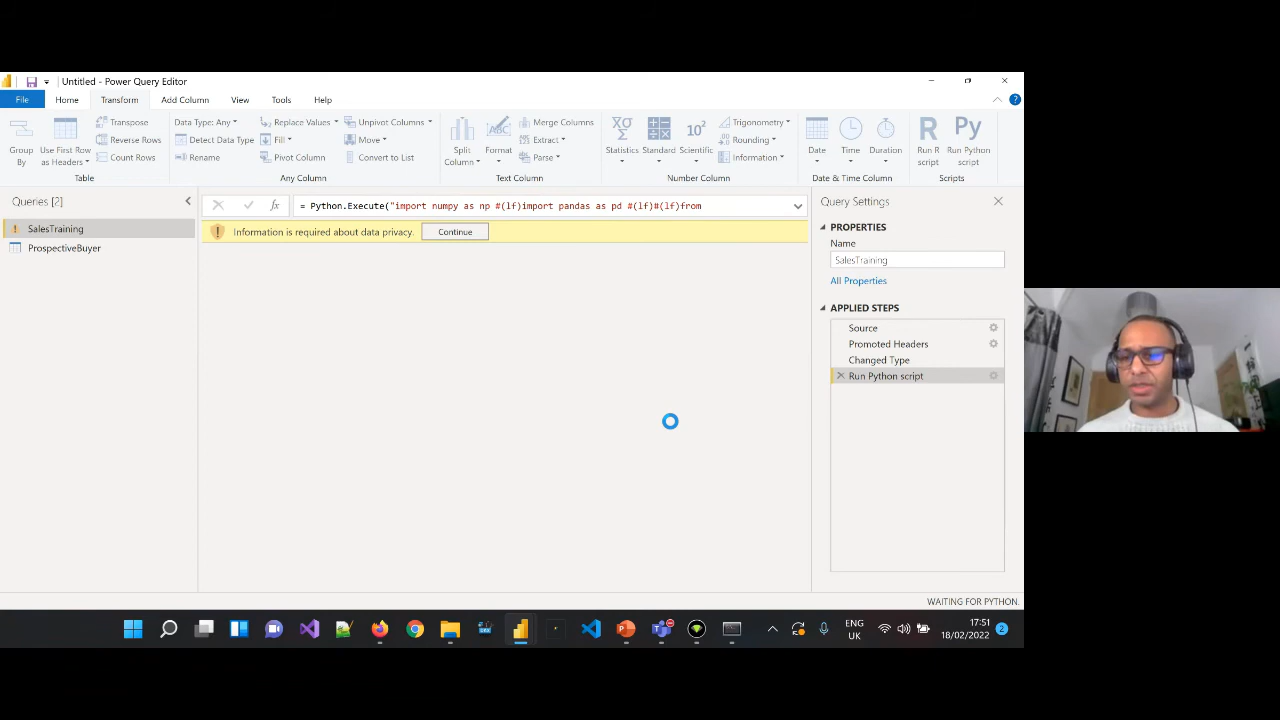 Untitled - Power Query Editor
File Home Transform Add Column View Tools Help
Group By
Use First Row as Headers
Transpose
Reverse Rows
Count Rows
Table
Data Type: Any
Detect Data Type
Rename
Replace Values
Fill
Pivot Column
Unpivot Columns
Move
Convert to List
Any Column
Split Column
Format
ABC
Merge Columns
Extract
Parse
Text Column
Statistics
Standard
Scientific
10²
Trigonometry
Rounding
Information
Number Column
Date
Time
Duration
Date & Time Column
R
Run R script
Py
Run Python script
Scripts
Queries [2]
SalesTraining
ProspectiveBuyer
fx
= Python.Execute("import numpy as np #(lf)import pandas as pd #(lf)#(lf)from
Information is required about data privacy. Continue
Query Settings
PROPERTIES
Name
SalesTraining
All Properties
APPLIED STEPS
Source
Promoted Headers
Changed Type
Run Python script
WAITING FOR PYTHON.
ENG
UK
17:51
18/02/2022
2